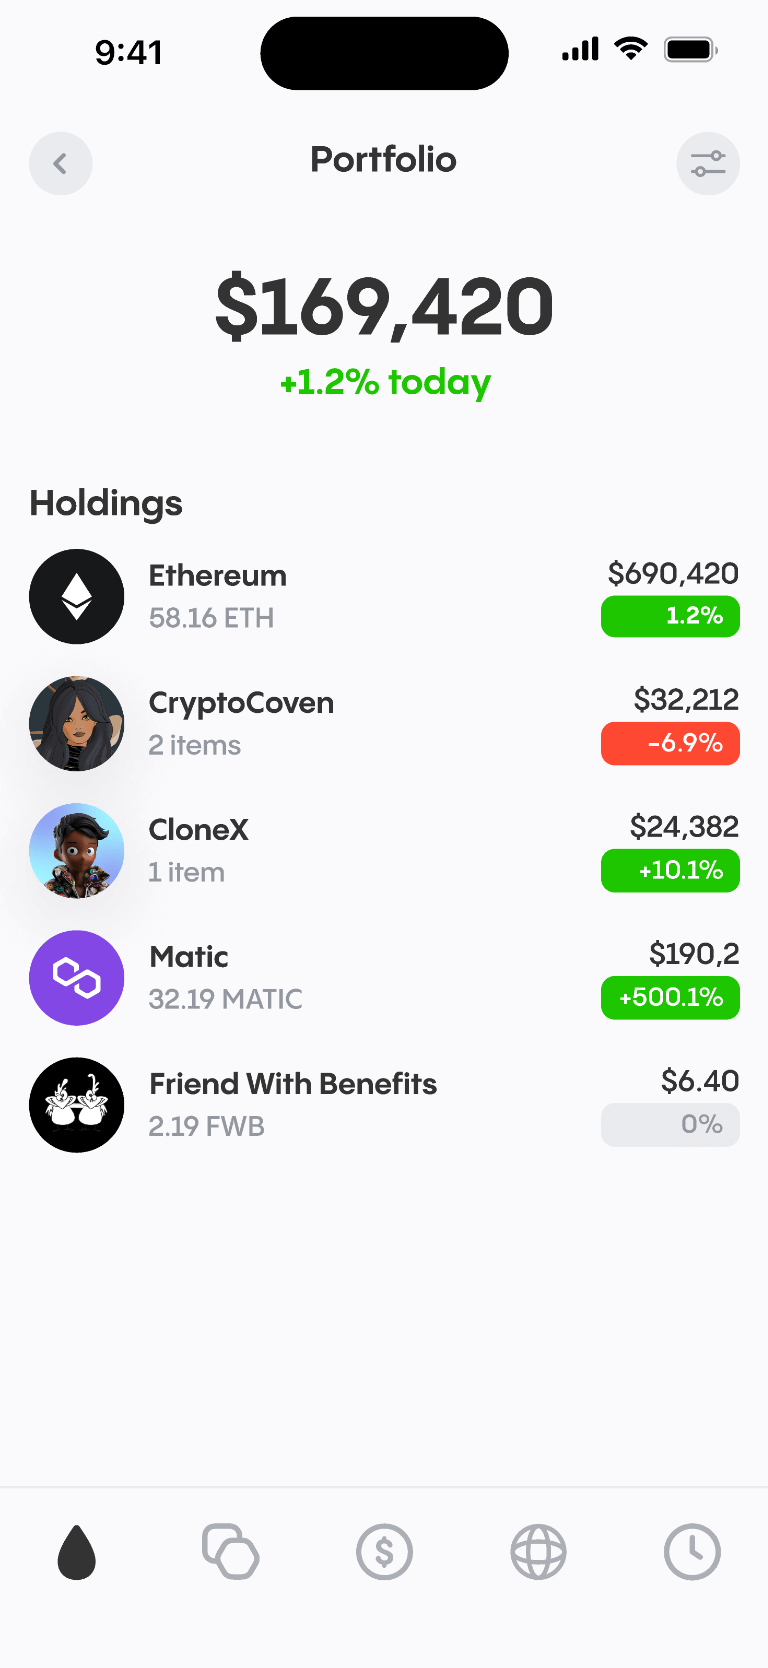 9:41
Portfolio
$169,420
+1.2% today
Holdings
Ethereum
$690,420
58.16 ETH
1.2%
CryptoCoven
$32,212
2 items
-6.9%
CloneX
$24,382
1 item
+10.1%
Matic
$190,2
32.19 MATIC
+500.1%
Friend With Benefits
$6.40
2.19 FWB
0%